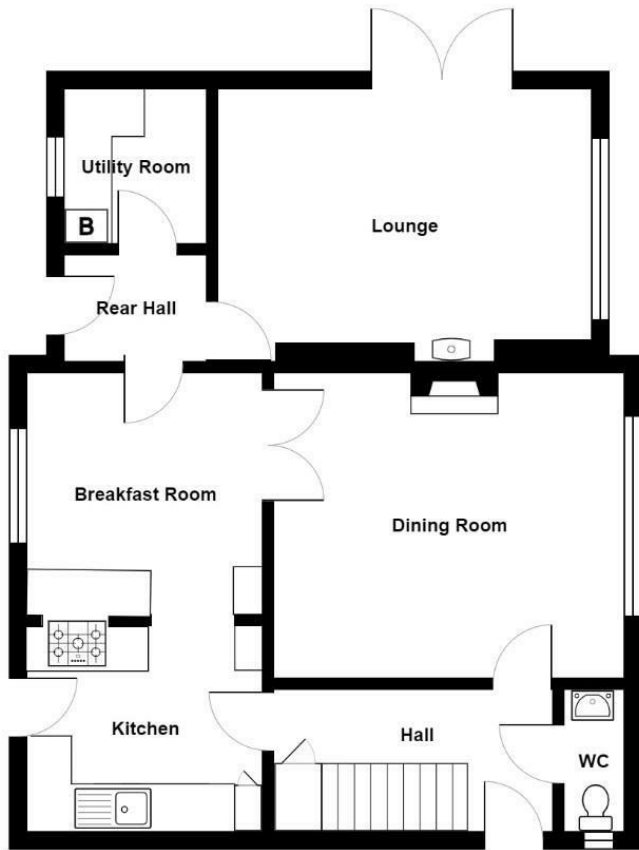 Utility Room
B
Lounge
Rear Hall
Breakfast Room
Dining Room
Kitchen
Hall
WC